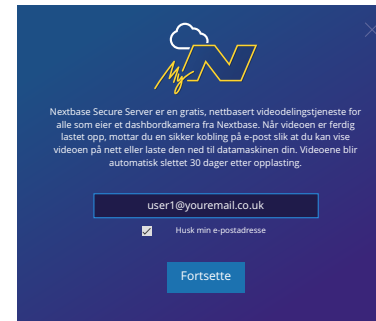 My N
Nextbase Secure Server er en gratis, nettbasert videodelingstjeneste for
alle som eier et dashbordkamera fra Nextbase. Når videoen er ferdig
lastet opp, mottar du en sikker kobling på e-post slik at du kan vise
videoen på nett eller laste den ned til datamaskinen din. Videoene blir
automatisk slettet 30 dager etter opplasting.
user1@youremail.co.uk
Husk min e-postadresse
Fortsette